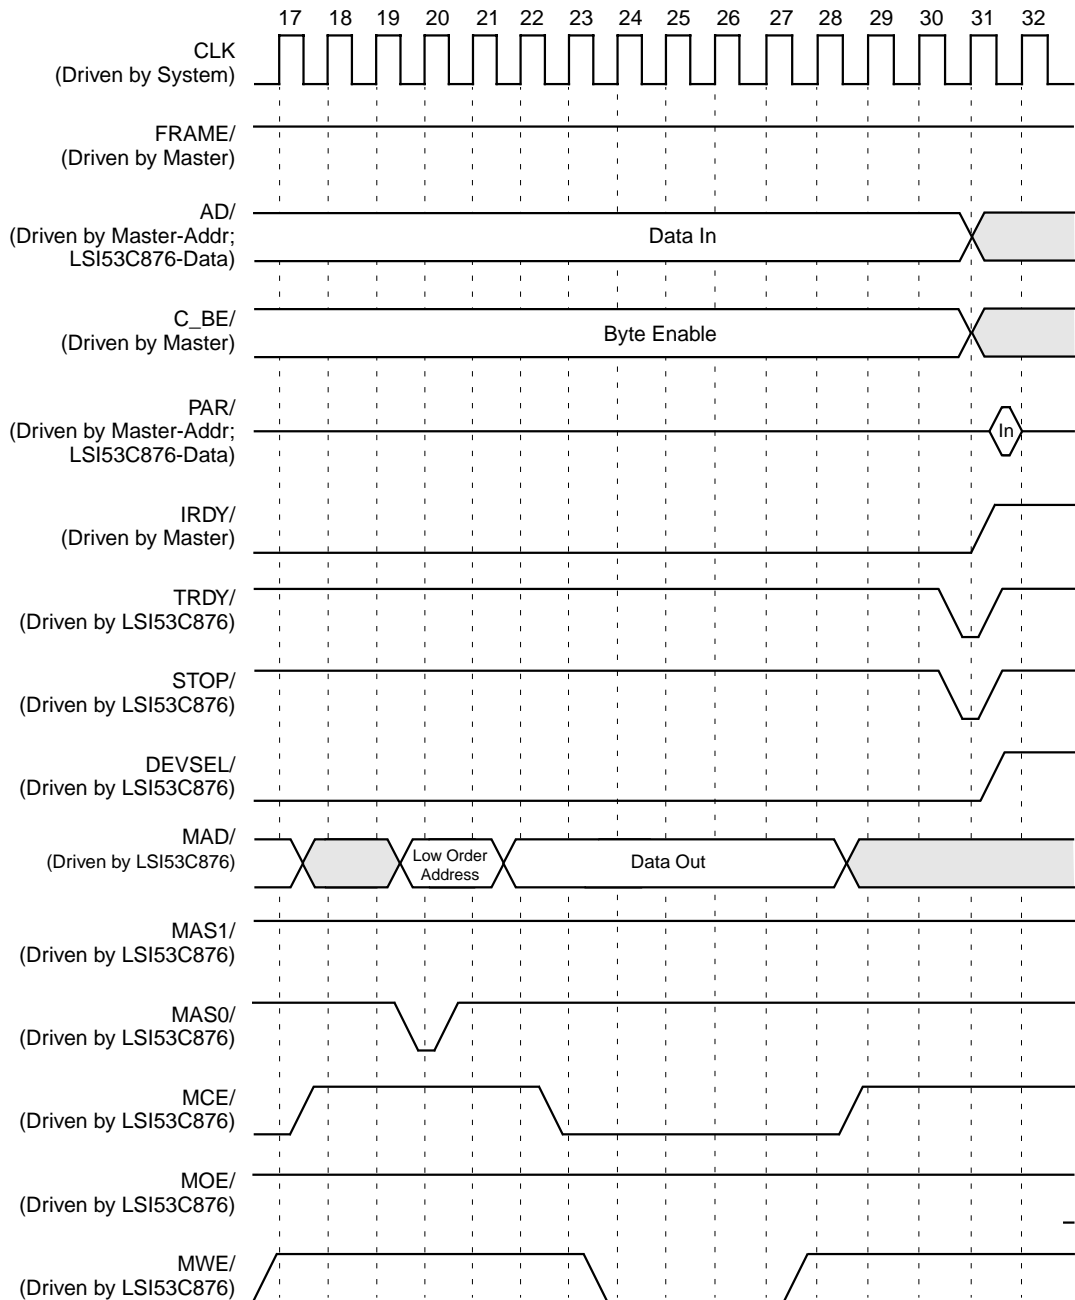 17 18 19 20 21 22 23 24 25 26 27 28 29 30 31 32
CLK
(Driven by System)
FRAME/
(Driven by Master)
AD/
(Driven by Master-Addr;
LSI53C876-Data)
Data In
C_BE/
(Driven by Master)
Byte Enable
PAR/
(Driven by Master-Addr;
LSI53C876-Data)
In
IRDY/
(Driven by Master)
TRDY/
(Driven by LSI53C876)
STOP/
(Driven by LSI53C876)
DEVSEL/
(Driven by LSI53C876)
MAD/
(Driven by LSI53C876)
Low Order
Address
Data Out
MAS1/
(Driven by LSI53C876)
MAS0/
(Driven by LSI53C876)
MCE/
(Driven by LSI53C876)
MOE/
(Driven by LSI53C876)
MWE/
(Driven by LSI53C876)